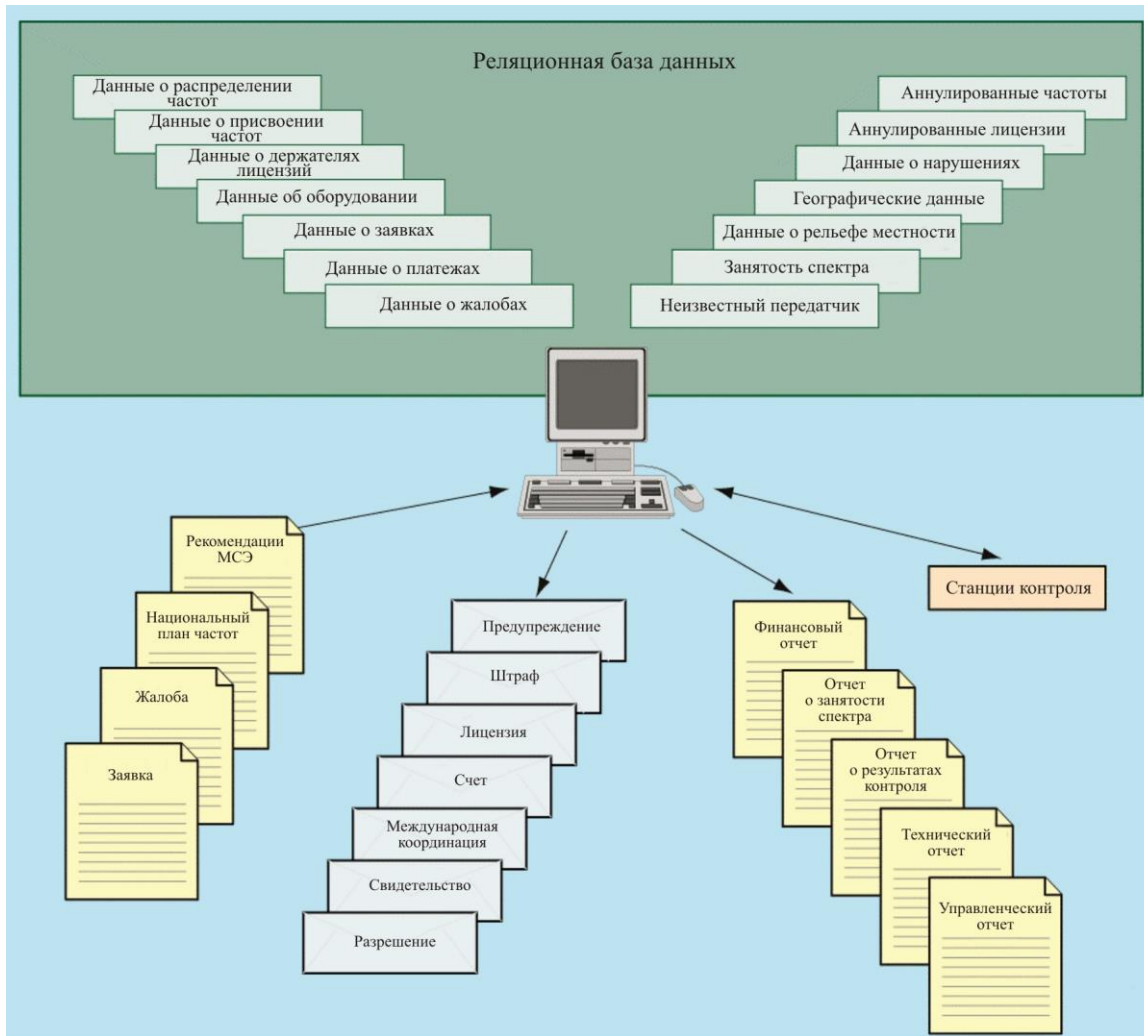 Реляционная база данных
Данные о распределении
частот
Данные о присвоении
частот
Данные о держателях
лицензий
Данные об оборудовании
Данные о заявках
Данные о платежах
Данные о жалобах
Аннулированные частоты
Аннулированные лицензии
Данные о нарушениях
Географические данные
Данные о рельефе местности
Занятость спектра
Неизвестный передатчик
Рекомендации
МСЭ
Национальный
план частот
Жалоба
Заявка
Предупреждение
Штраф
Лицензия
Счет
Международная
координация
Свидетельство
Разрешение
Финансовый
отчет
Отчет
о занятости
спектра
Отчет
о результатах
контроля
Технический
отчет
Управленческий
отчет
Станции контроля